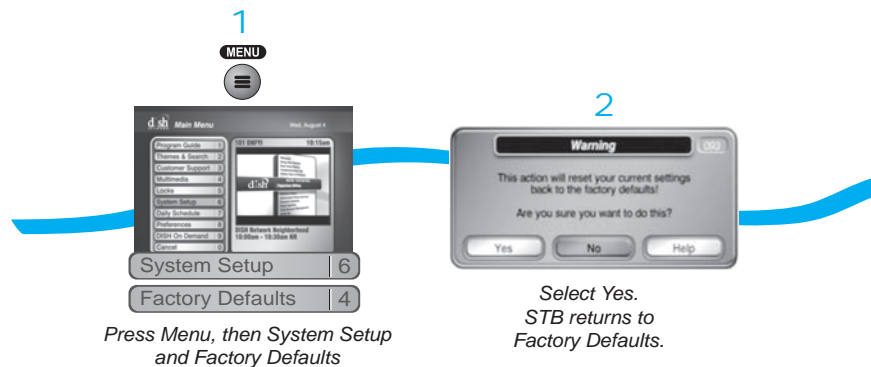 1
MENU
dish Main Menu Wed, August 4
Program Guide 1
Themes & Search 2
Customer Support 3
Multimedia 4
Locks 5
System Setup 6
Daily Schedule 7
Preferences 8
DISH On Demand 9
Cancel 0
101 DNFTI 10:15am
dish
DISH Network Neighborhood
10:00am - 10:30am NR
System Setup 6
Factory Defaults 4
Press Menu, then System Setup
and Factory Defaults
2
Warning 093
This action will reset your current settings
back to the factory defaults!
Are you sure you want to do this?
Yes No Help
Select Yes.
STB returns to
Factory Defaults.